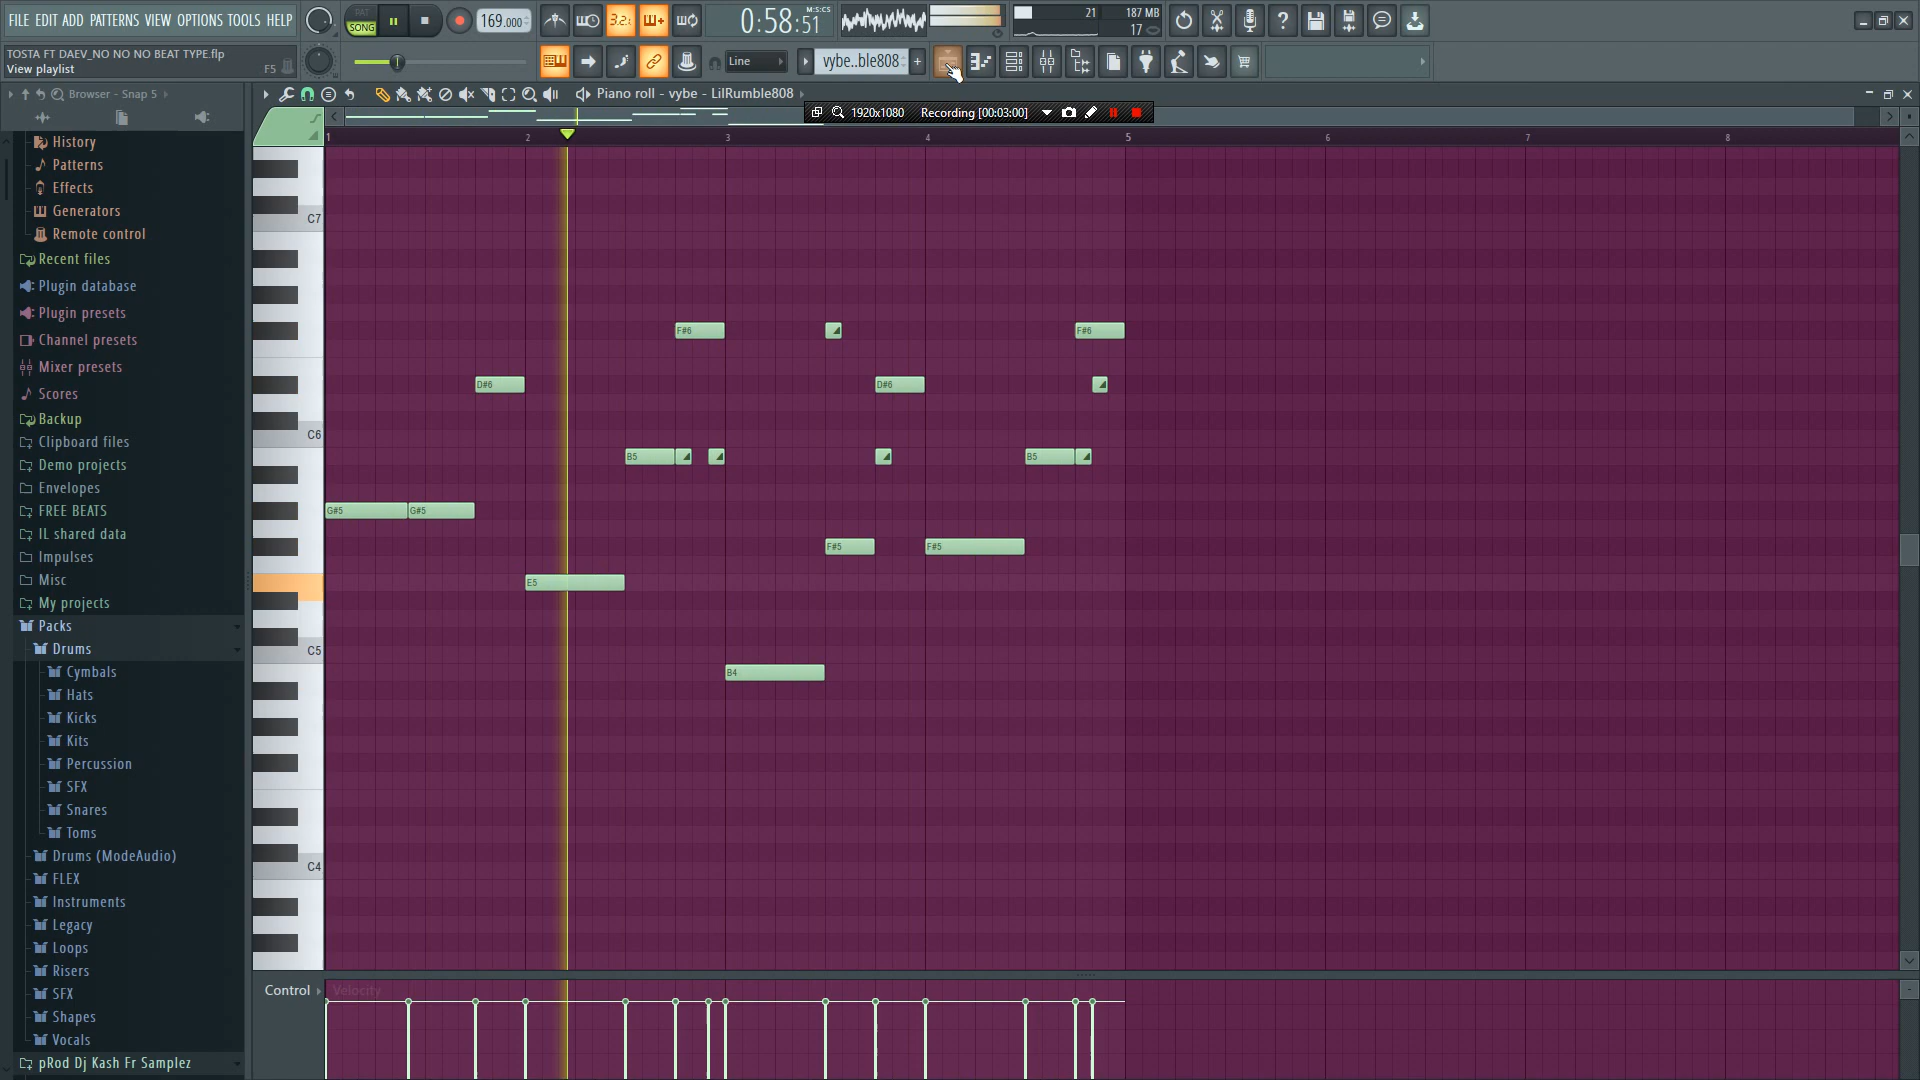 FILE EDIT ADD PATTERNS VIEW OPTIONS TOOLS HELP
PAT
SONG
169.000
3.2.
0:58:51
M:S:CS
21
187 MB
17
TOSTA FT DAEV_NO NO NO BEAT TYPE.flp
View playlist
F5
Line
vybe..ble808
Browser - Snap 5
Piano roll - vybe - LilRumble808
1920x1080
Recording [00:03:00]
1
2
3
4
5
6
7
8
History
Patterns
Effects
Generators
Remote control
Recent files
Plugin database
Plugin presets
Channel presets
Mixer presets
Scores
Backup
Clipboard files
Demo projects
Envelopes
FREE BEATS
IL shared data
Impulses
Misc
My projects
Packs
Drums
Cymbals
Hats
Kicks
Kits
Percussion
SFX
Snares
Toms
Drums (ModeAudio)
FLEX
Instruments
Legacy
Loops
Risers
SFX
Shapes
Vocals
pRod Dj Kash Fr Samplez
C7
F#6
F#6
D#6
D#6
C6
B5
B5
G#5
G#5
F#5
F#5
E5
C5
B4
C4
Control
Velocity